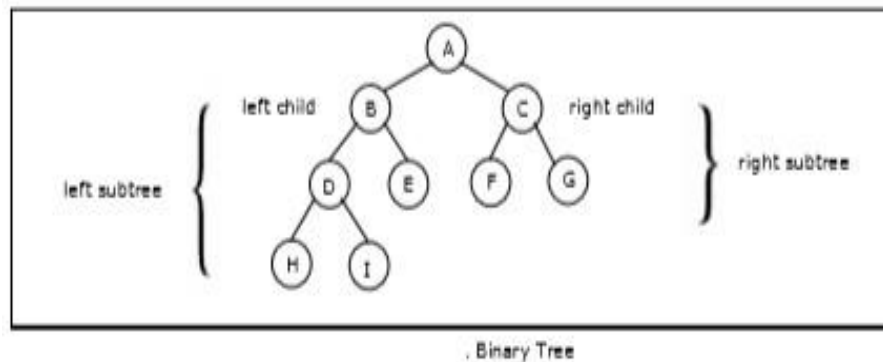 A
left child B C right child
right subtree
left subtree D E F G
H I
. Binary Tree